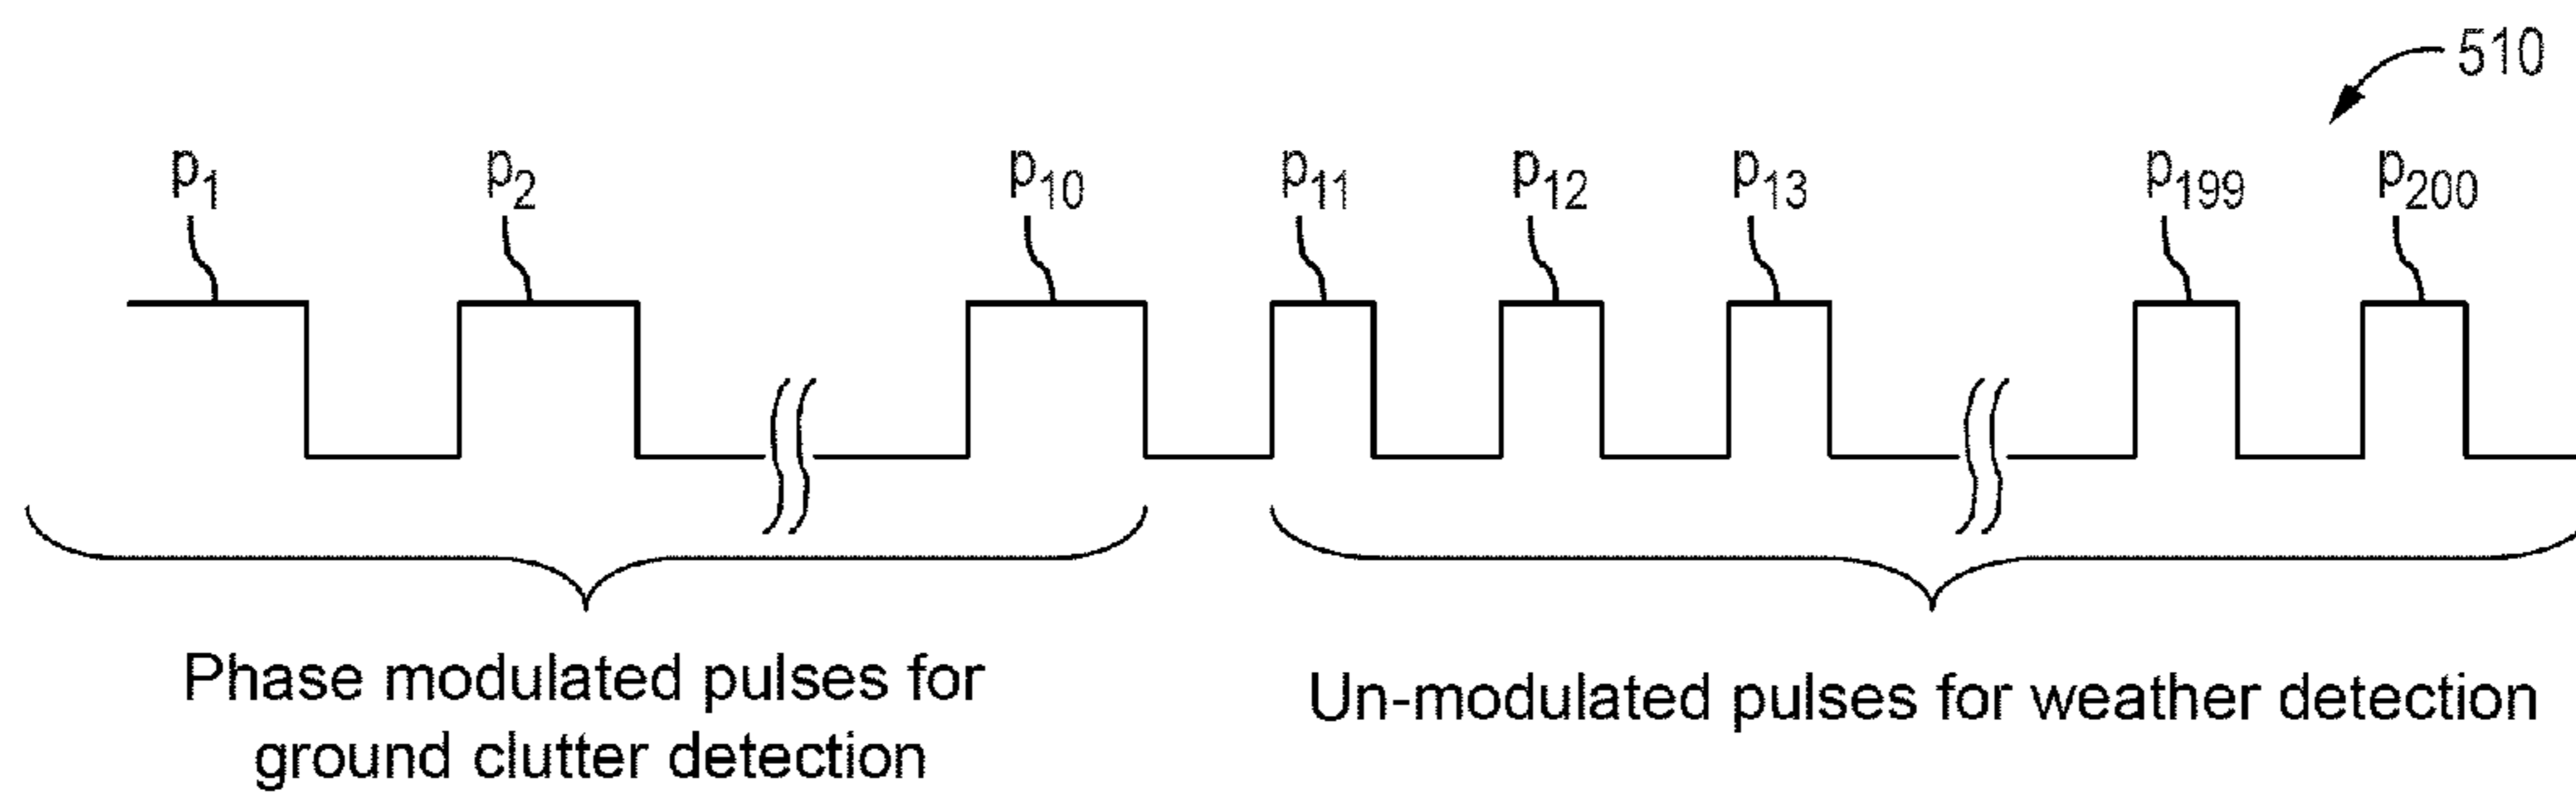 510
p1 p2 p10 p11 p12 p13 p199 p200
Phase modulated pulses for
ground clutter detection
Un-modulated pulses for weather detection